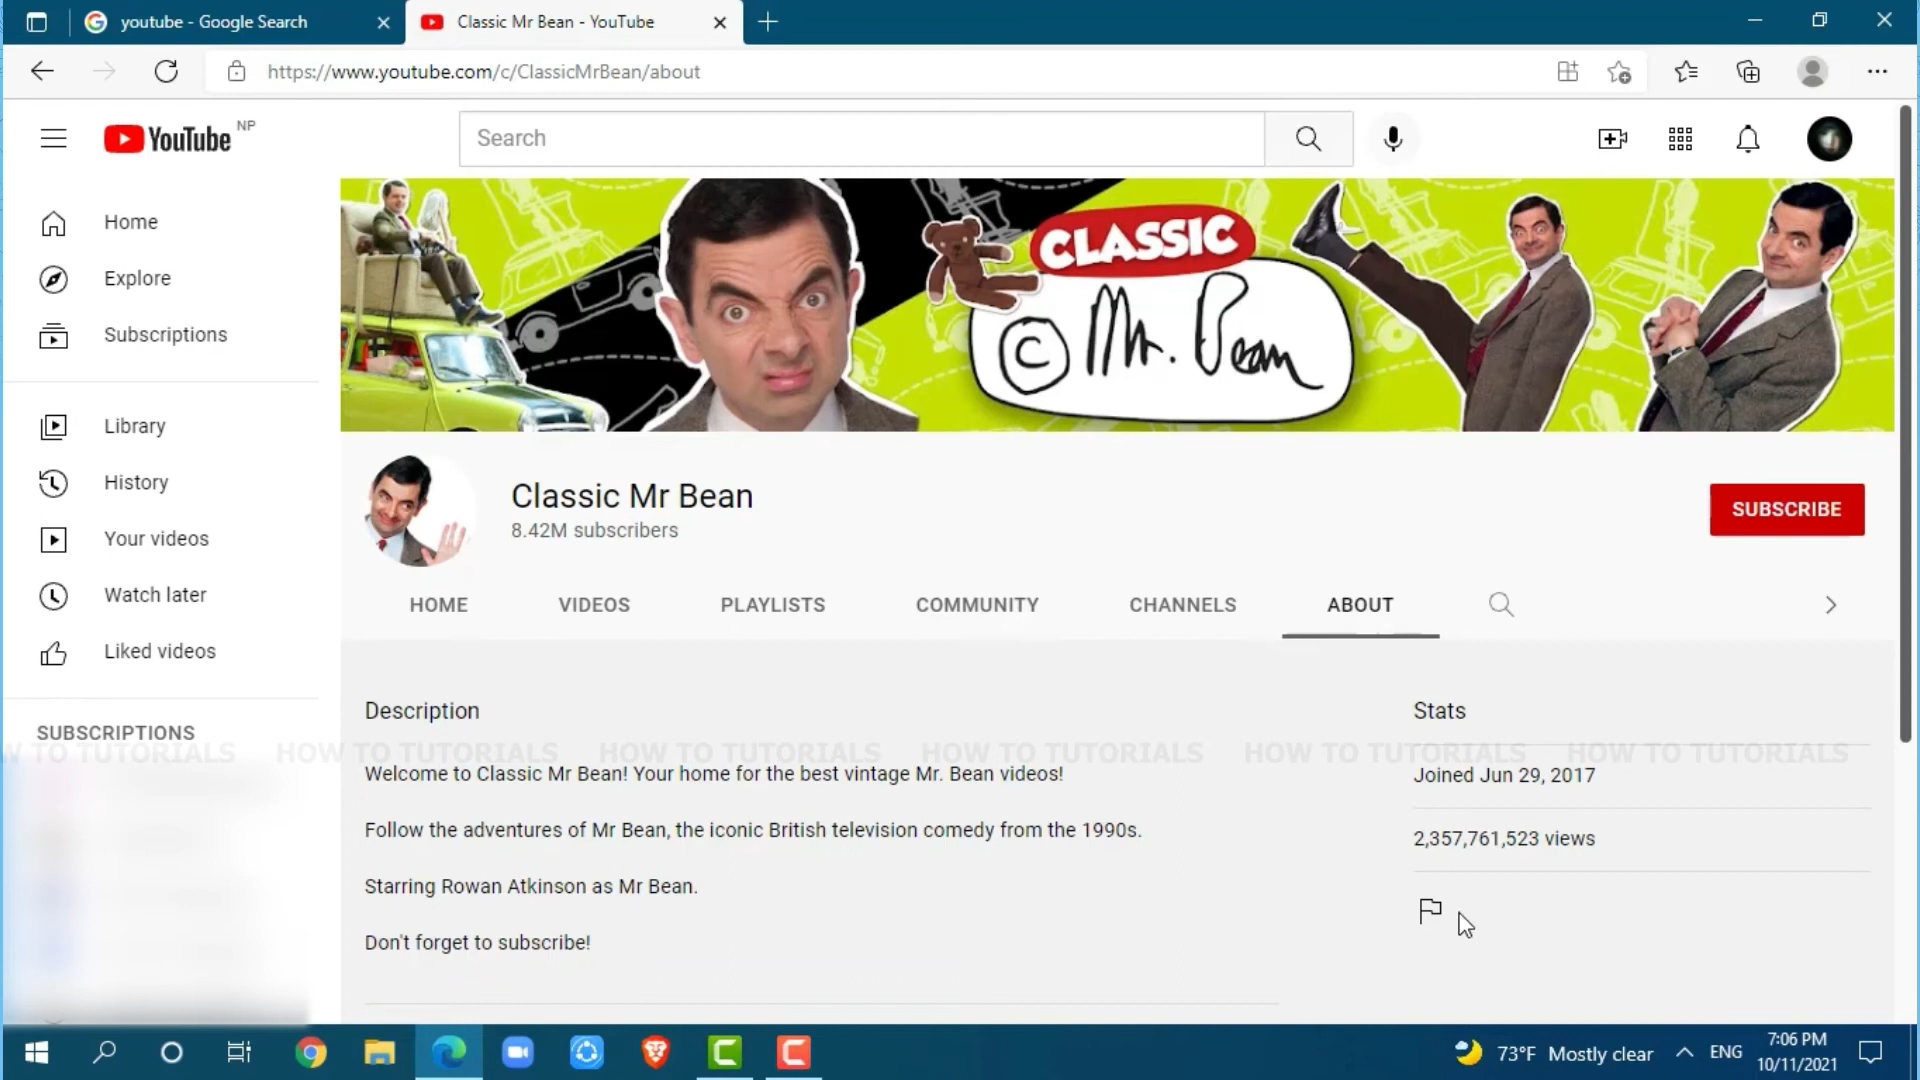 youtube - Google Search
Classic Mr Bean - YouTube
https://www.youtube.com/c/ClassicMrBean/about
YouTube NP
Search
Home
Explore
Subscriptions
Library
History
Your videos
Watch later
Liked videos
SUBSCRIPTIONS
CLASSIC
© Mr. Bean
Classic Mr Bean
8.42M subscribers
SUBSCRIBE
HOME VIDEOS PLAYLISTS COMMUNITY CHANNELS ABOUT
Description
Stats
HOW TO TUTORIALS HOW TO TUTORIALS HOW TO TUTORIALS HOW TO TUTORIALS HOW TO TUTORIALS
Welcome to Classic Mr Bean! Your home for the best vintage Mr. Bean videos!
Joined Jun 29, 2017
Follow the adventures of Mr Bean, the iconic British television comedy from the 1990s.
2,357,761,523 views
Starring Rowan Atkinson as Mr Bean.
Don't forget to subscribe!
73°F Mostly clear
ENG
7:06 PM
10/11/2021